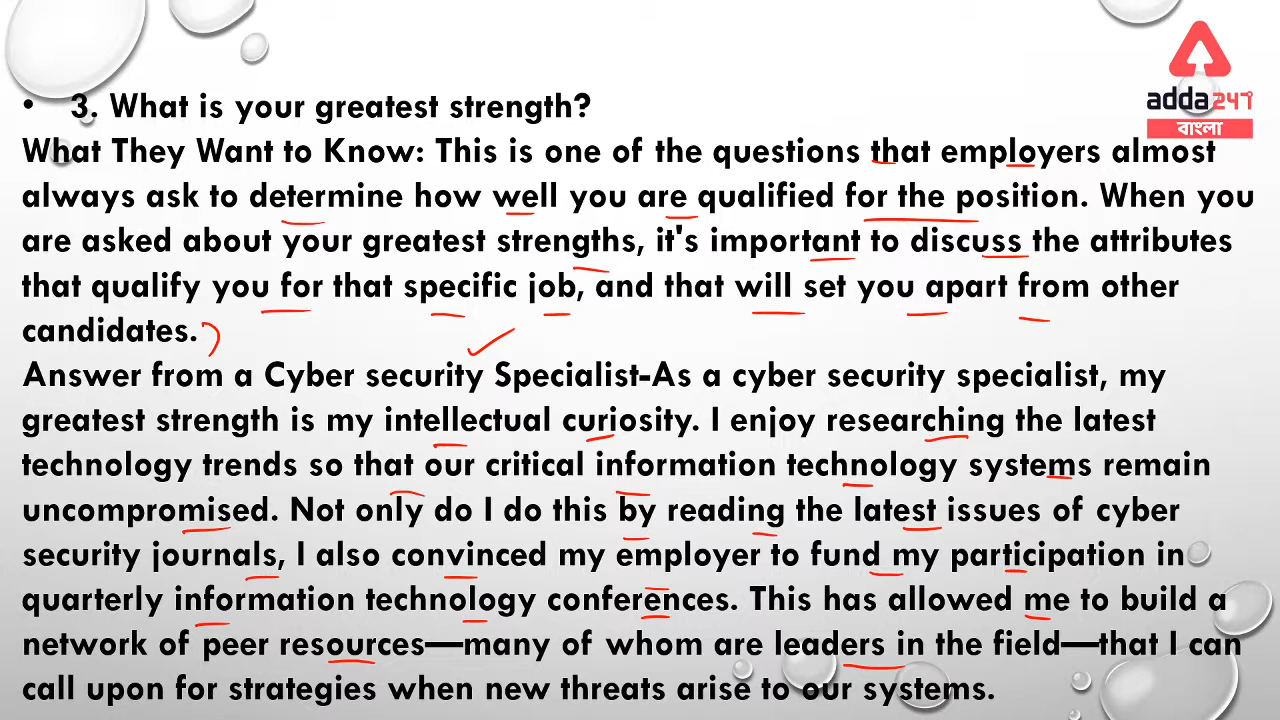 adda247
বাংলা
• 3. What is your greatest strength?
What They Want to Know: This is one of the questions that employers almost
always ask to determine how well you are qualified for the position. When you
are asked about your greatest strengths, it's important to discuss the attributes
that qualify you for that specific job, and that will set you apart from other
candidates.
Answer from a Cyber security Specialist-As a cyber security specialist, my
greatest strength is my intellectual curiosity. I enjoy researching the latest
technology trends so that our critical information technology systems remain
uncompromised. Not only do I do this by reading the latest issues of cyber
security journals, I also convinced my employer to fund my participation in
quarterly information technology conferences. This has allowed me to build a
network of peer resources—many of whom are leaders in the field—that I can
call upon for strategies when new threats arise to our systems.